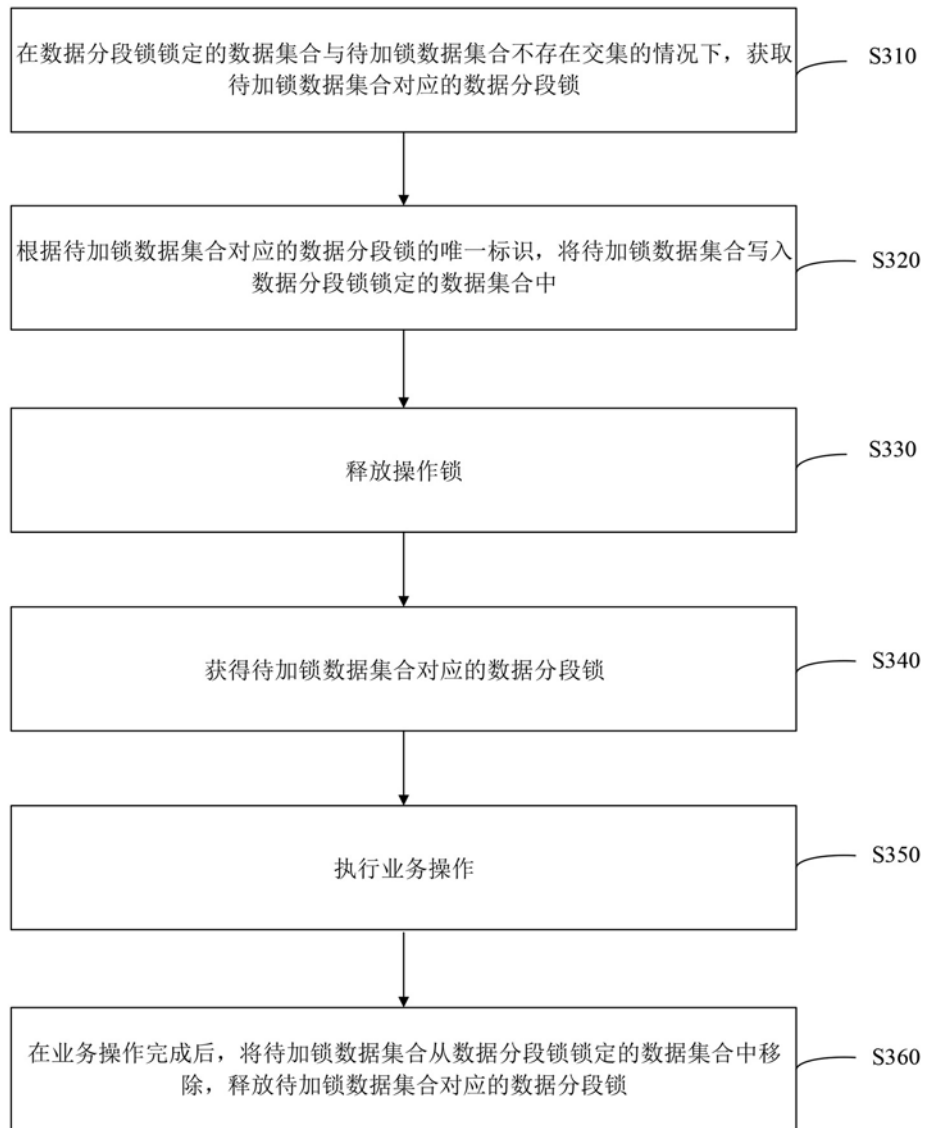 在数据分段锁锁定的数据集合与待加锁数据集合不存在交集的情况下，获取
待加锁数据集合对应的数据分段锁
S310
根据待加锁数据集合对应的数据分段锁的唯一标识，将待加锁数据集合写入
数据分段锁锁定的数据集合中
S320
释放操作锁
S330
获得待加锁数据集合对应的数据分段锁
S340
执行业务操作
S350
在业务操作完成后，将待加锁数据集合从数据分段锁锁定的数据集合中移
除，释放待加锁数据集合对应的数据分段锁
S360